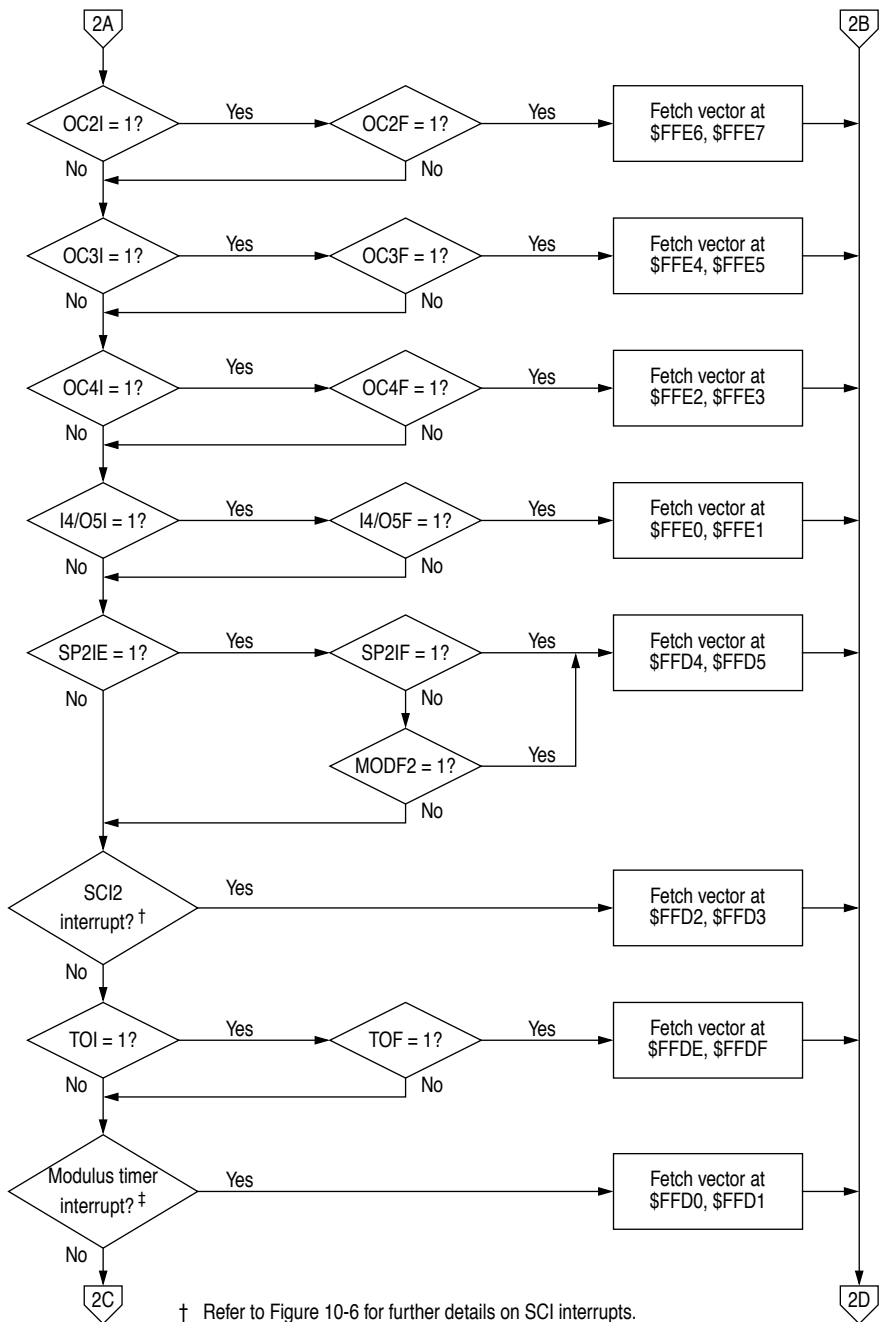 2A
2B
OC2I = 1?
Yes
OC2F = 1?
Yes
Fetch vector at
$FFE6, $FFE7
No
No
OC3I = 1?
Yes
OC3F = 1?
Yes
Fetch vector at
$FFE4, $FFE5
No
No
OC4I = 1?
Yes
OC4F = 1?
Yes
Fetch vector at
$FFE2, $FFE3
No
No
I4/O5I = 1?
Yes
I4/O5F = 1?
Yes
Fetch vector at
$FFE0, $FFE1
No
No
SP2IE = 1?
Yes
SP2IF = 1?
Yes
Fetch vector at
$FFD4, $FFD5
No
No
MODF2 = 1?
Yes
No
SCI2
interrupt? †
Yes
Fetch vector at
$FFD2, $FFD3
No
TOI = 1?
Yes
TOF = 1?
Yes
Fetch vector at
$FFDE, $FFDF
No
No
Modulus timer
interrupt? ‡
Yes
Fetch vector at
$FFD0, $FFD1
No
2C
2D
† Refer to Figure 10-6 for further details on SCI interrupts.